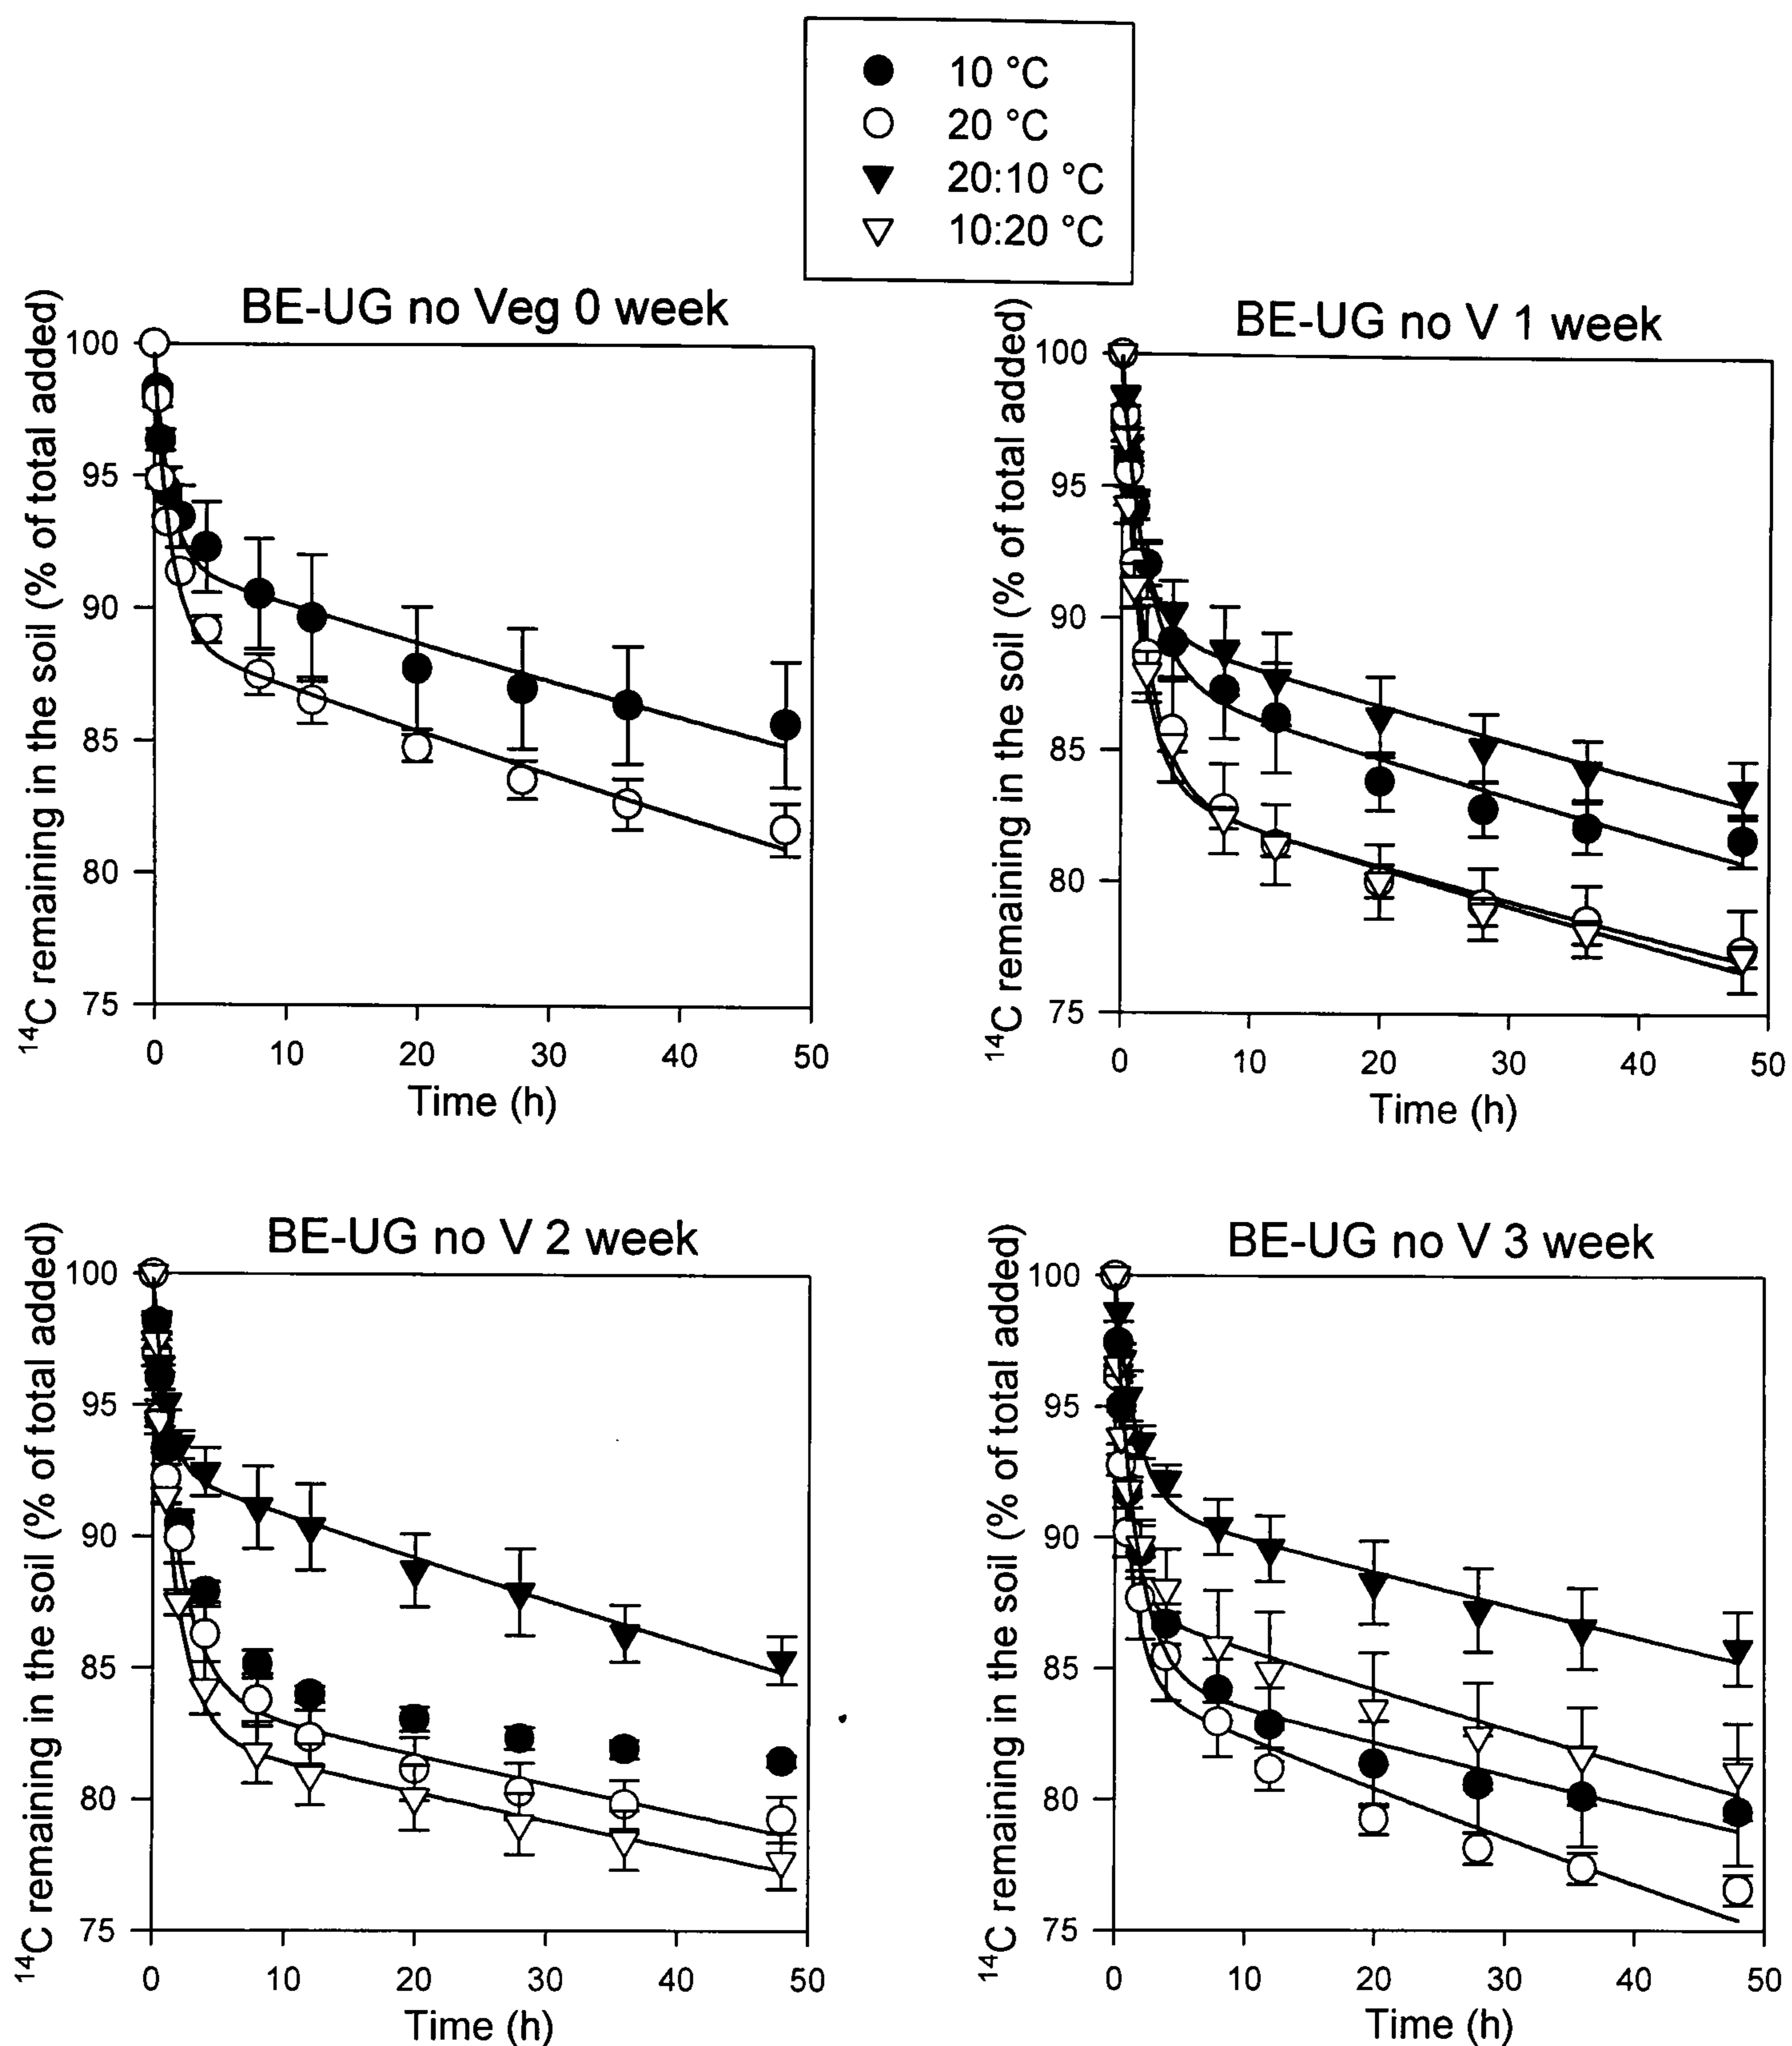 10 °C
20 °C
20:10 °C
10:20 °C
BE-UG no Veg 0 week
¹⁴C remaining in the soil (% of total added)
100
95
90
85
80
75
0 10 20 30 40 50
Time (h)
BE-UG no V 1 week
¹⁴C remaining in the soil (% of total added)
100
95
90
85
80
75
0 10 20 30 40 50
Time (h)
BE-UG no V 2 week
¹⁴C remaining in the soil (% of total added)
100
95
90
85
80
75
0 10 20 30 40 50
Time (h)
BE-UG no V 3 week
¹⁴C remaining in the soil (% of total added)
100
95
90
85
80
75
0 10 20 30 40 50
Time (h)